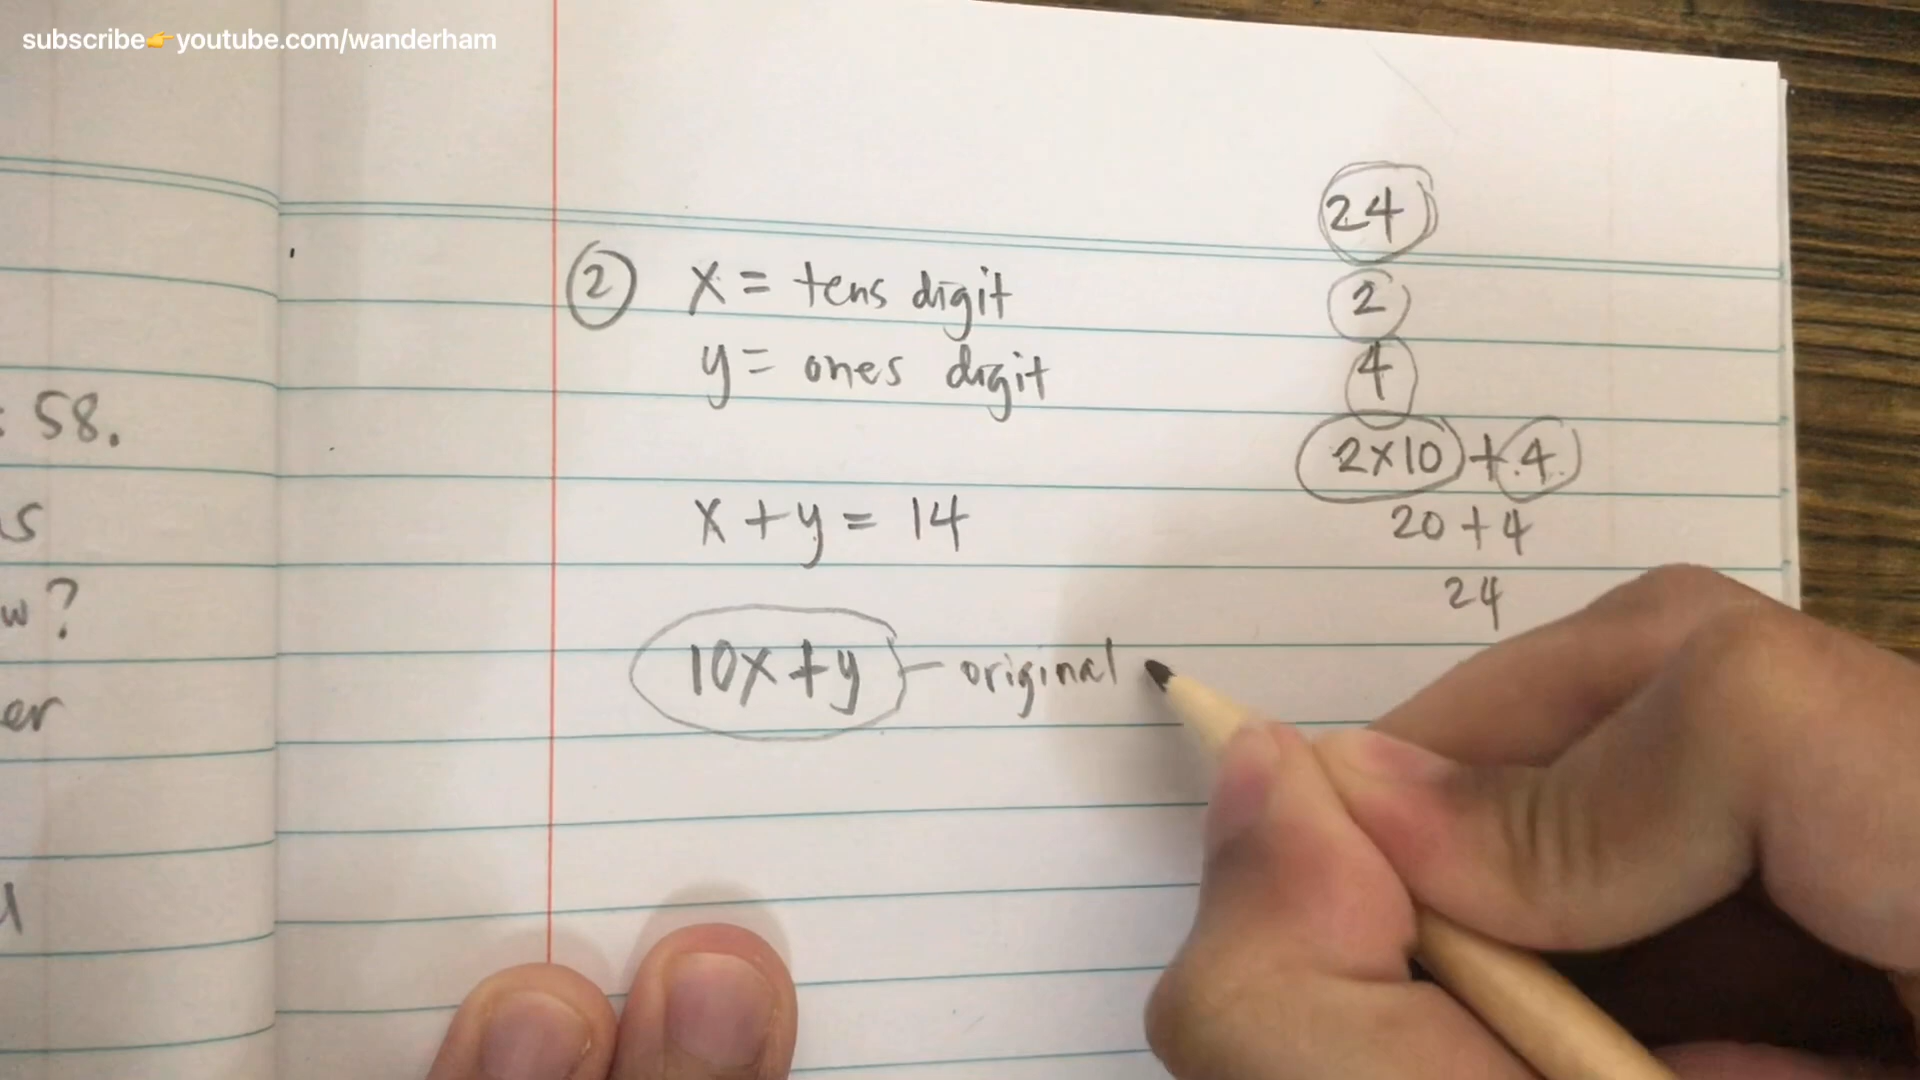 subscribe👉youtube.com/wanderham
: 58.
s
w?
er
② x = tens digit
y = ones digit
x + y = 14
10x + y - original
24
2
4
2x10 + 4
20 + 4
24